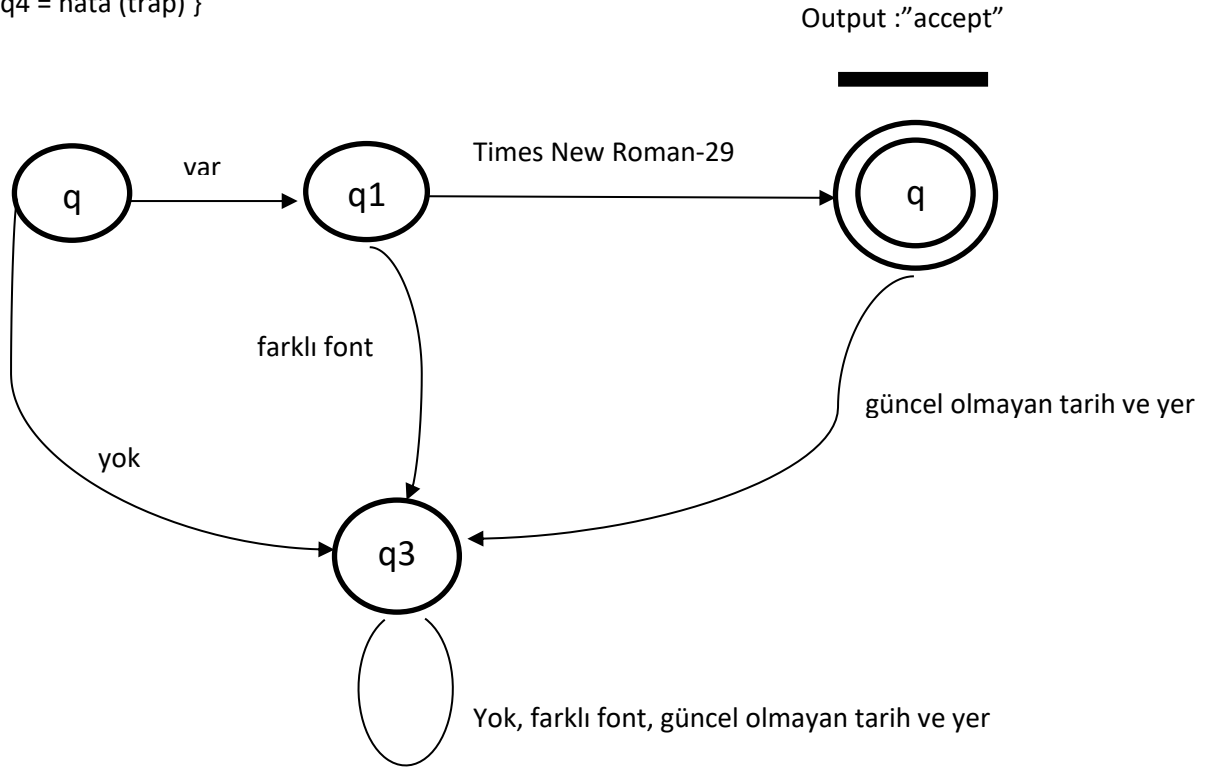 q4 = hata (trap) }
Output :”accept”
q
var
q1
Times New Roman-29
q
farklı font
güncel olmayan tarih ve yer
yok
q3
Yok, farklı font, güncel olmayan tarih ve yer